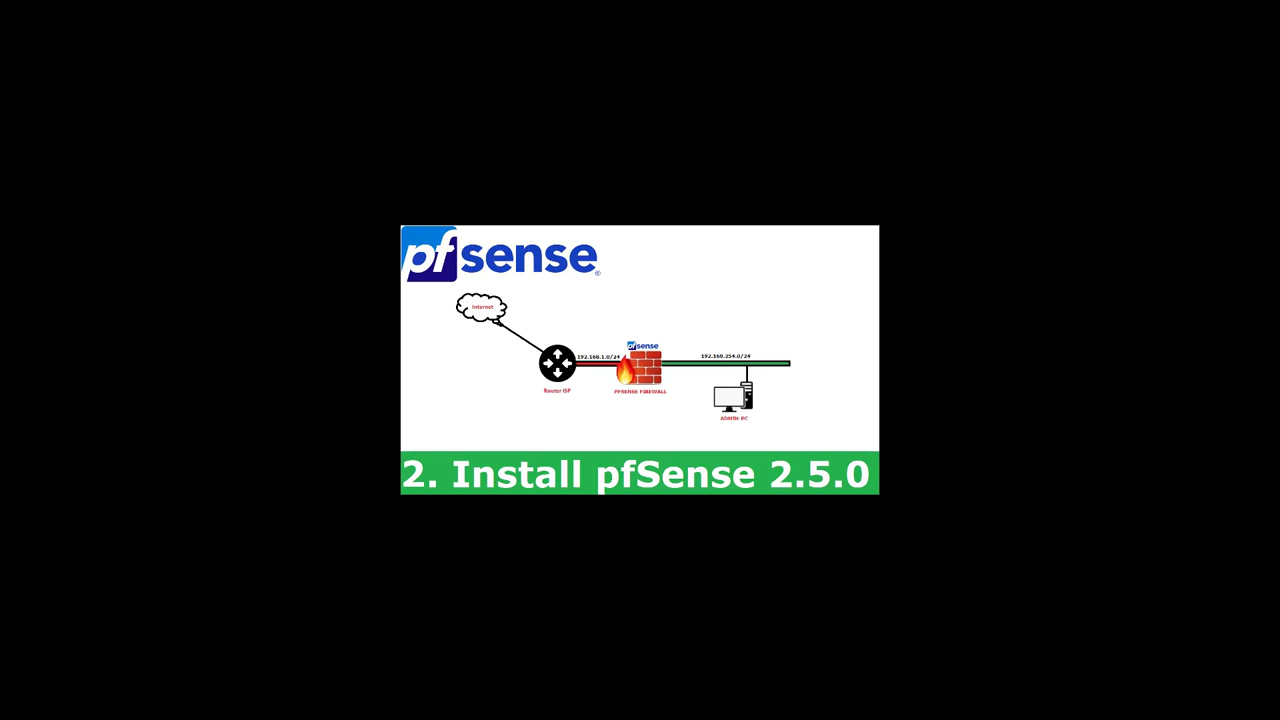 pfsense®
Internet
192.168.1.0/24
pfsense
192.168.254.0/24
Router ISP
PFSENSE FIREWALL
ADMIN PC
2. Install pfSense 2.5.0